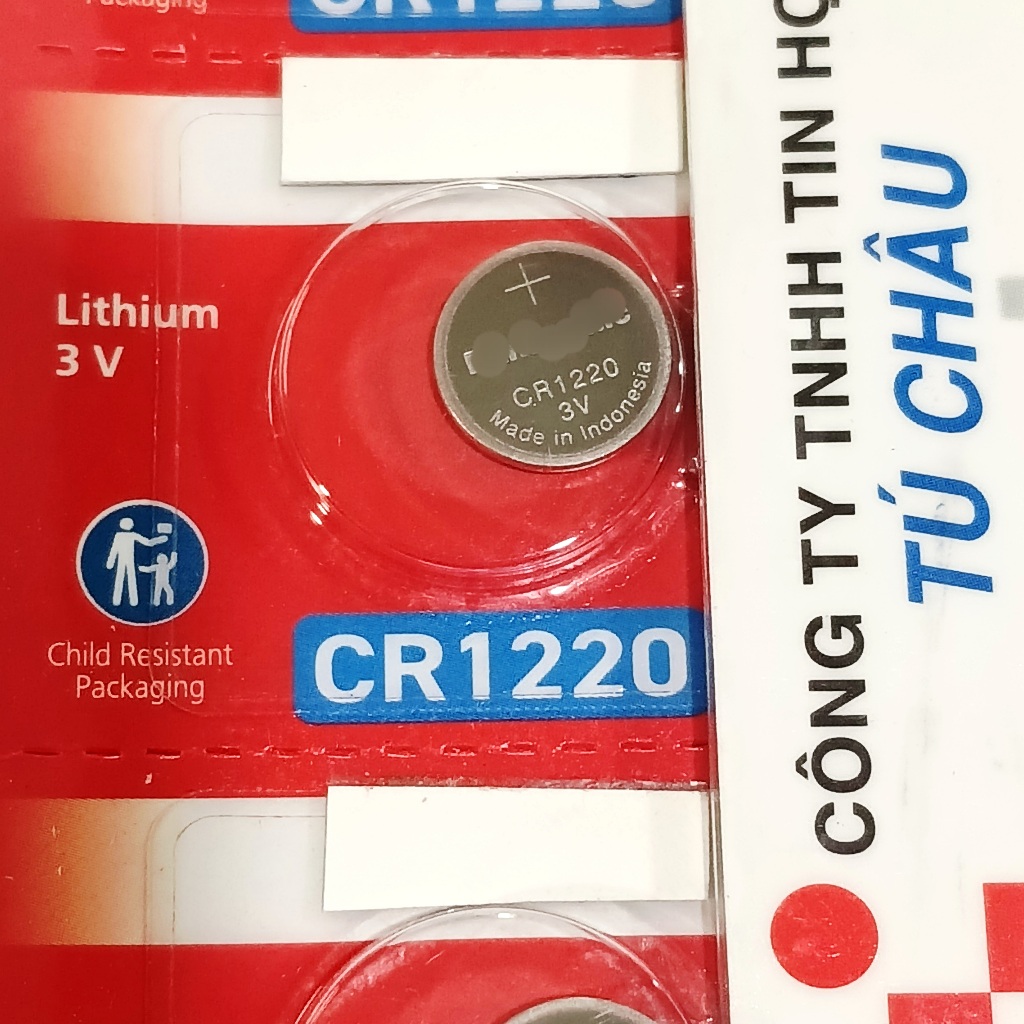 Packaging
CR1220
Lithium
3 V
CR1220
3V
Made in Indonesia
Child Resistant
Packaging
CR1220
CÔNG TY TNHH TIN
TÚ CHÂU